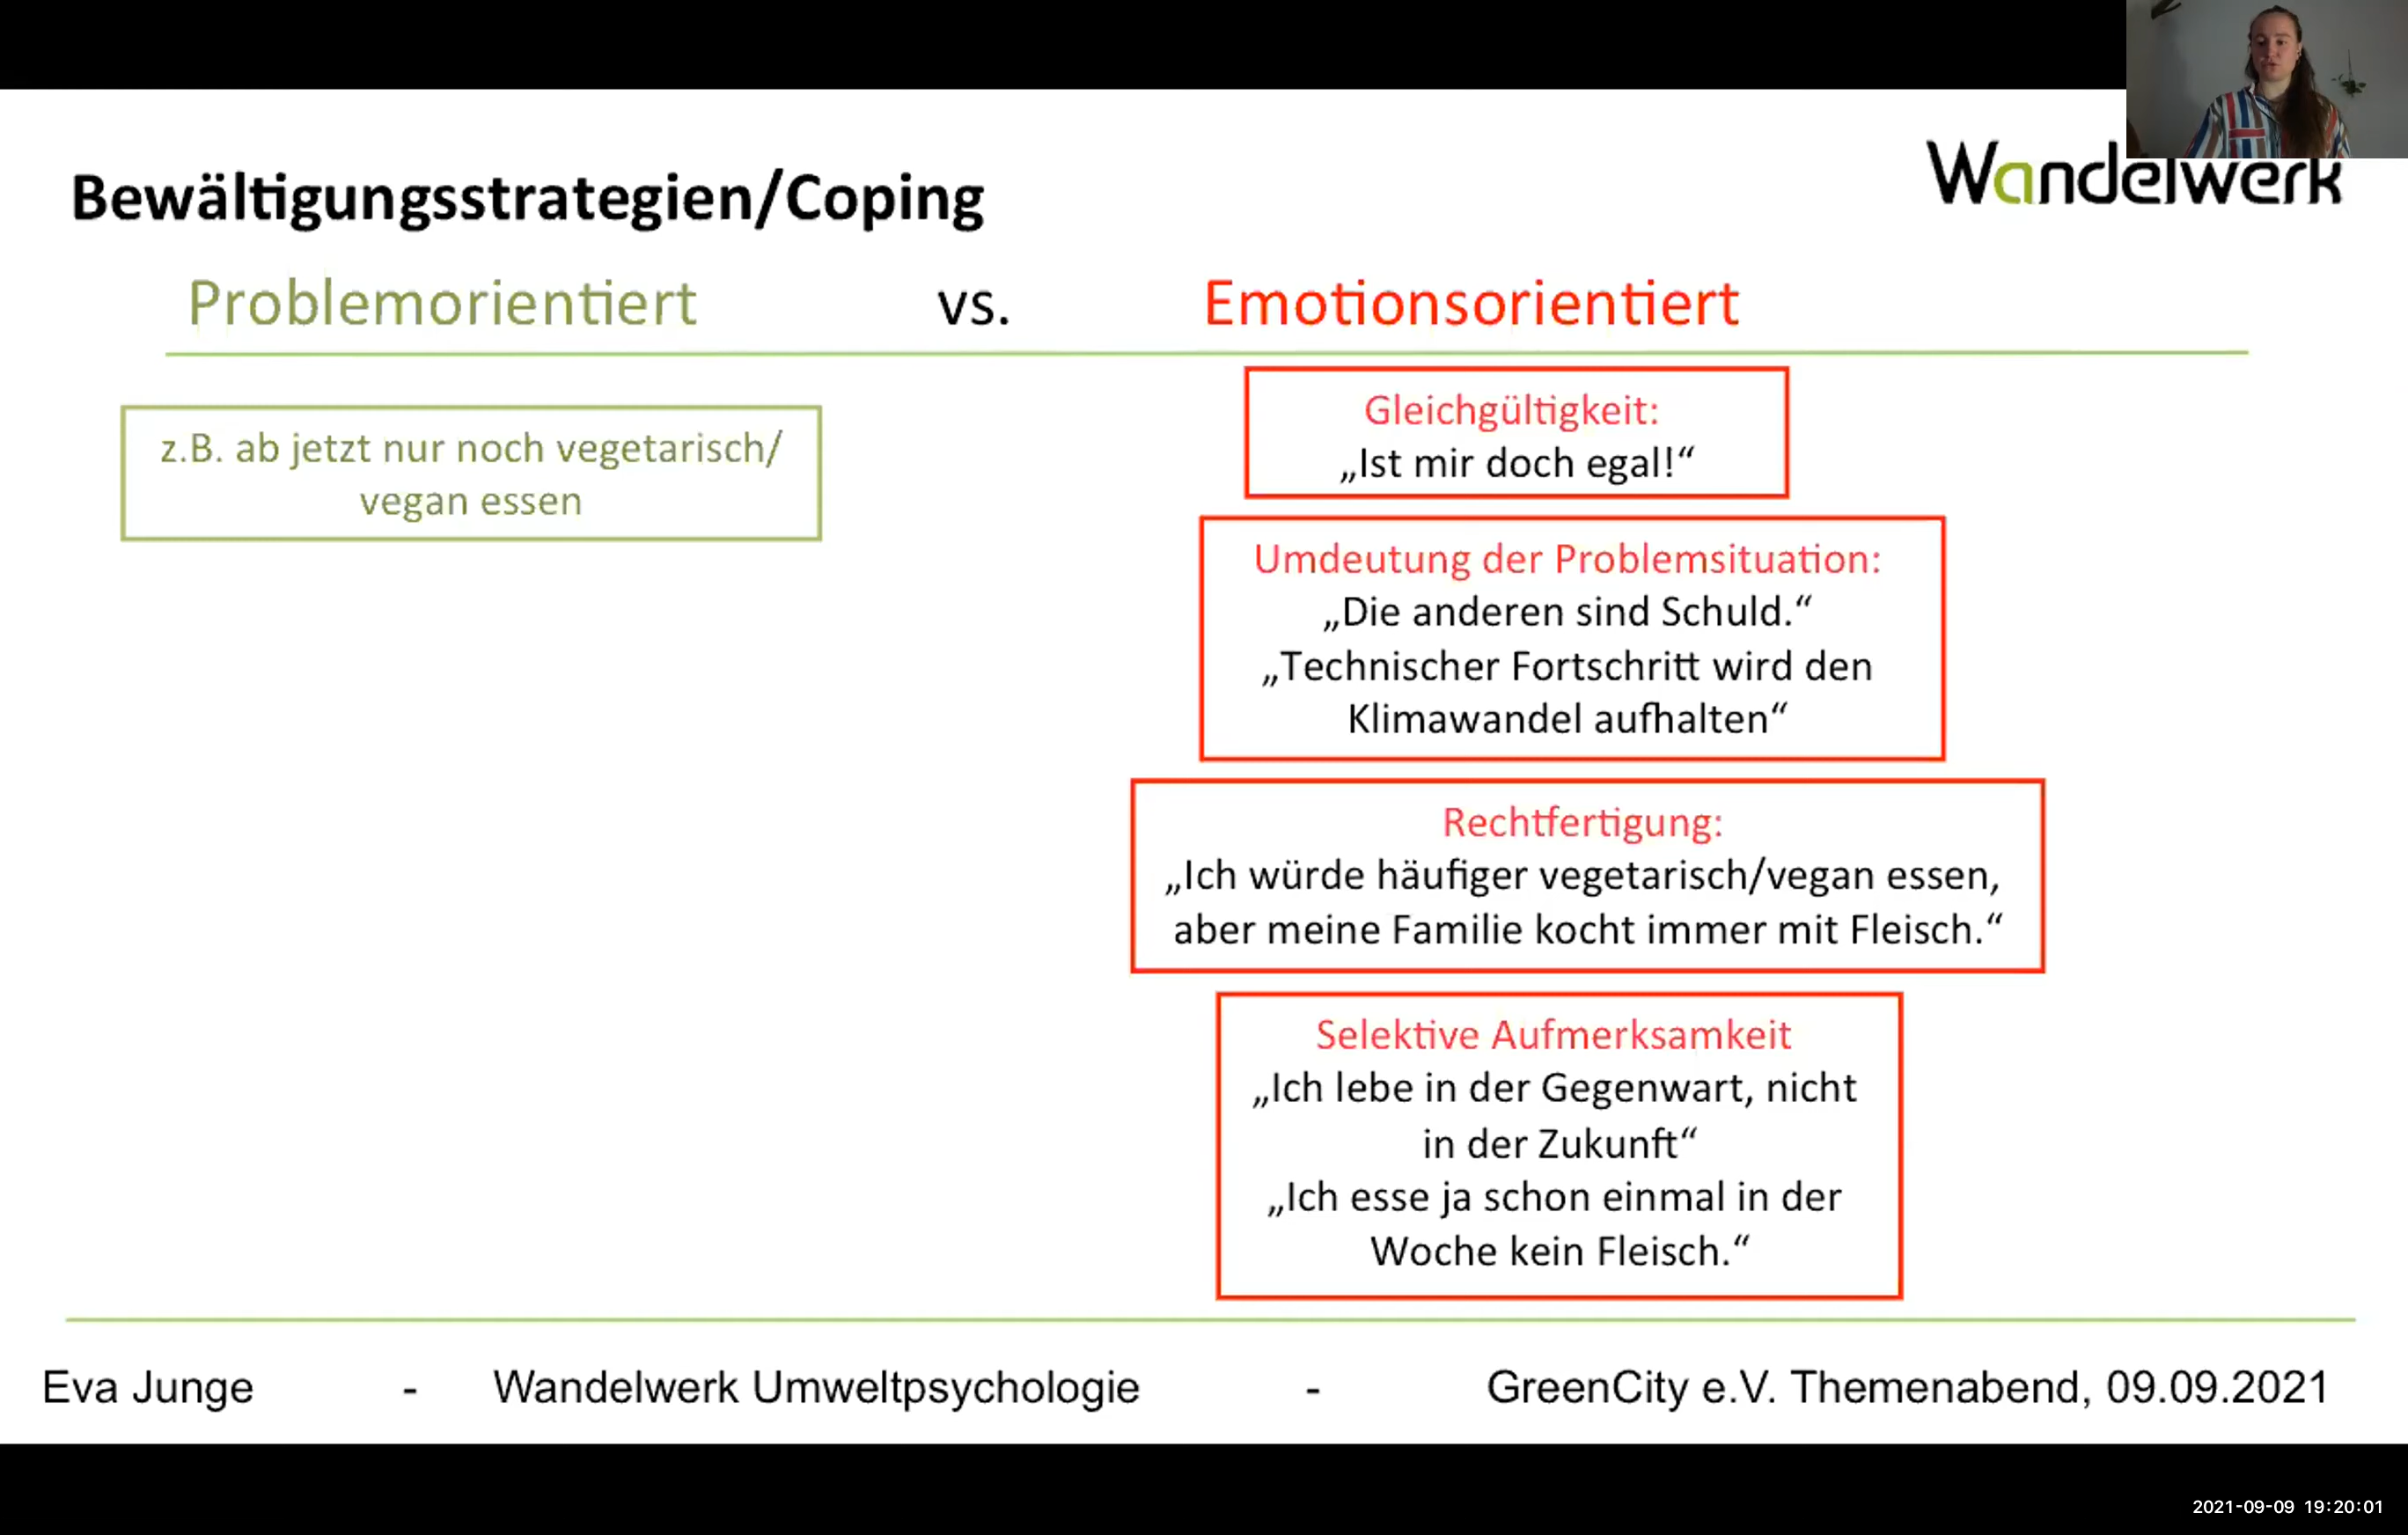 Wandelwerk
Bewältigungsstrategien/Coping
Problemorientiert vs. Emotionsorientiert
z.B. ab jetzt nur noch vegetarisch/
vegan essen
Gleichgültigkeit:
„Ist mir doch egal!“
Umdeutung der Problemsituation:
„Die anderen sind Schuld.“
„Technischer Fortschritt wird den
Klimawandel aufhalten“
Rechtfertigung:
„Ich würde häufiger vegetarisch/vegan essen,
aber meine Familie kocht immer mit Fleisch.“
Selektive Aufmerksamkeit
„Ich lebe in der Gegenwart, nicht
in der Zukunft“
„Ich esse ja schon einmal in der
Woche kein Fleisch.“
Eva Junge - Wandelwerk Umweltpsychologie - GreenCity e.V. Themenabend, 09.09.2021
2021-09-09 19:20:01